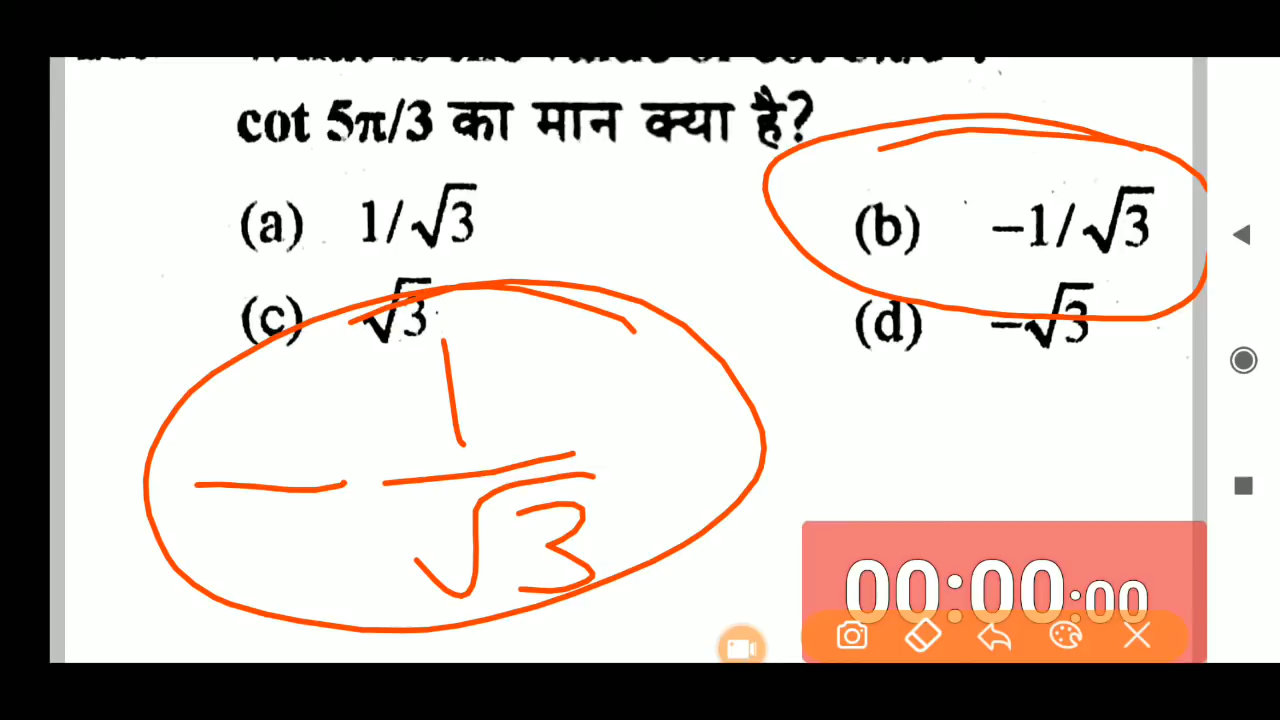 cot 5π/3 का मान क्या है?
(a) 1/√3 (b) –1/√3
(c) √3 (d) –√3
– 1/√3
00:00:00